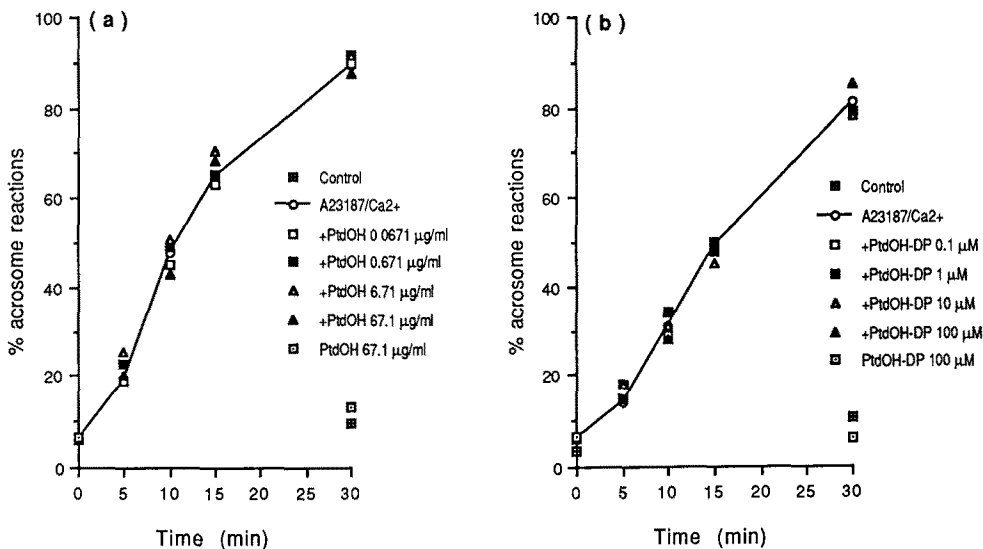 ( a )
% acrosome reactions
100
80
60
40
20
0
0 5 10 15 20 25 30
Time (min)
Control
A23187/Ca2+
+PtdOH 0 0671 µg/ml
+PtdOH 0.671 µg/ml
+PtdOH 6.71 µg/ml
+PtdOH 67.1 µg/ml
PtdOH 67.1 µg/ml
( b )
% acrosome reactions
100
80
60
40
20
0
0 5 10 15 20 25 30
Time (min)
Control
A23187/Ca2+
+PtdOH-DP 0.1 µM
+PtdOH-DP 1 µM
+PtdOH-DP 10 µM
+PtdOH-DP 100 µM
PtdOH-DP 100 µM